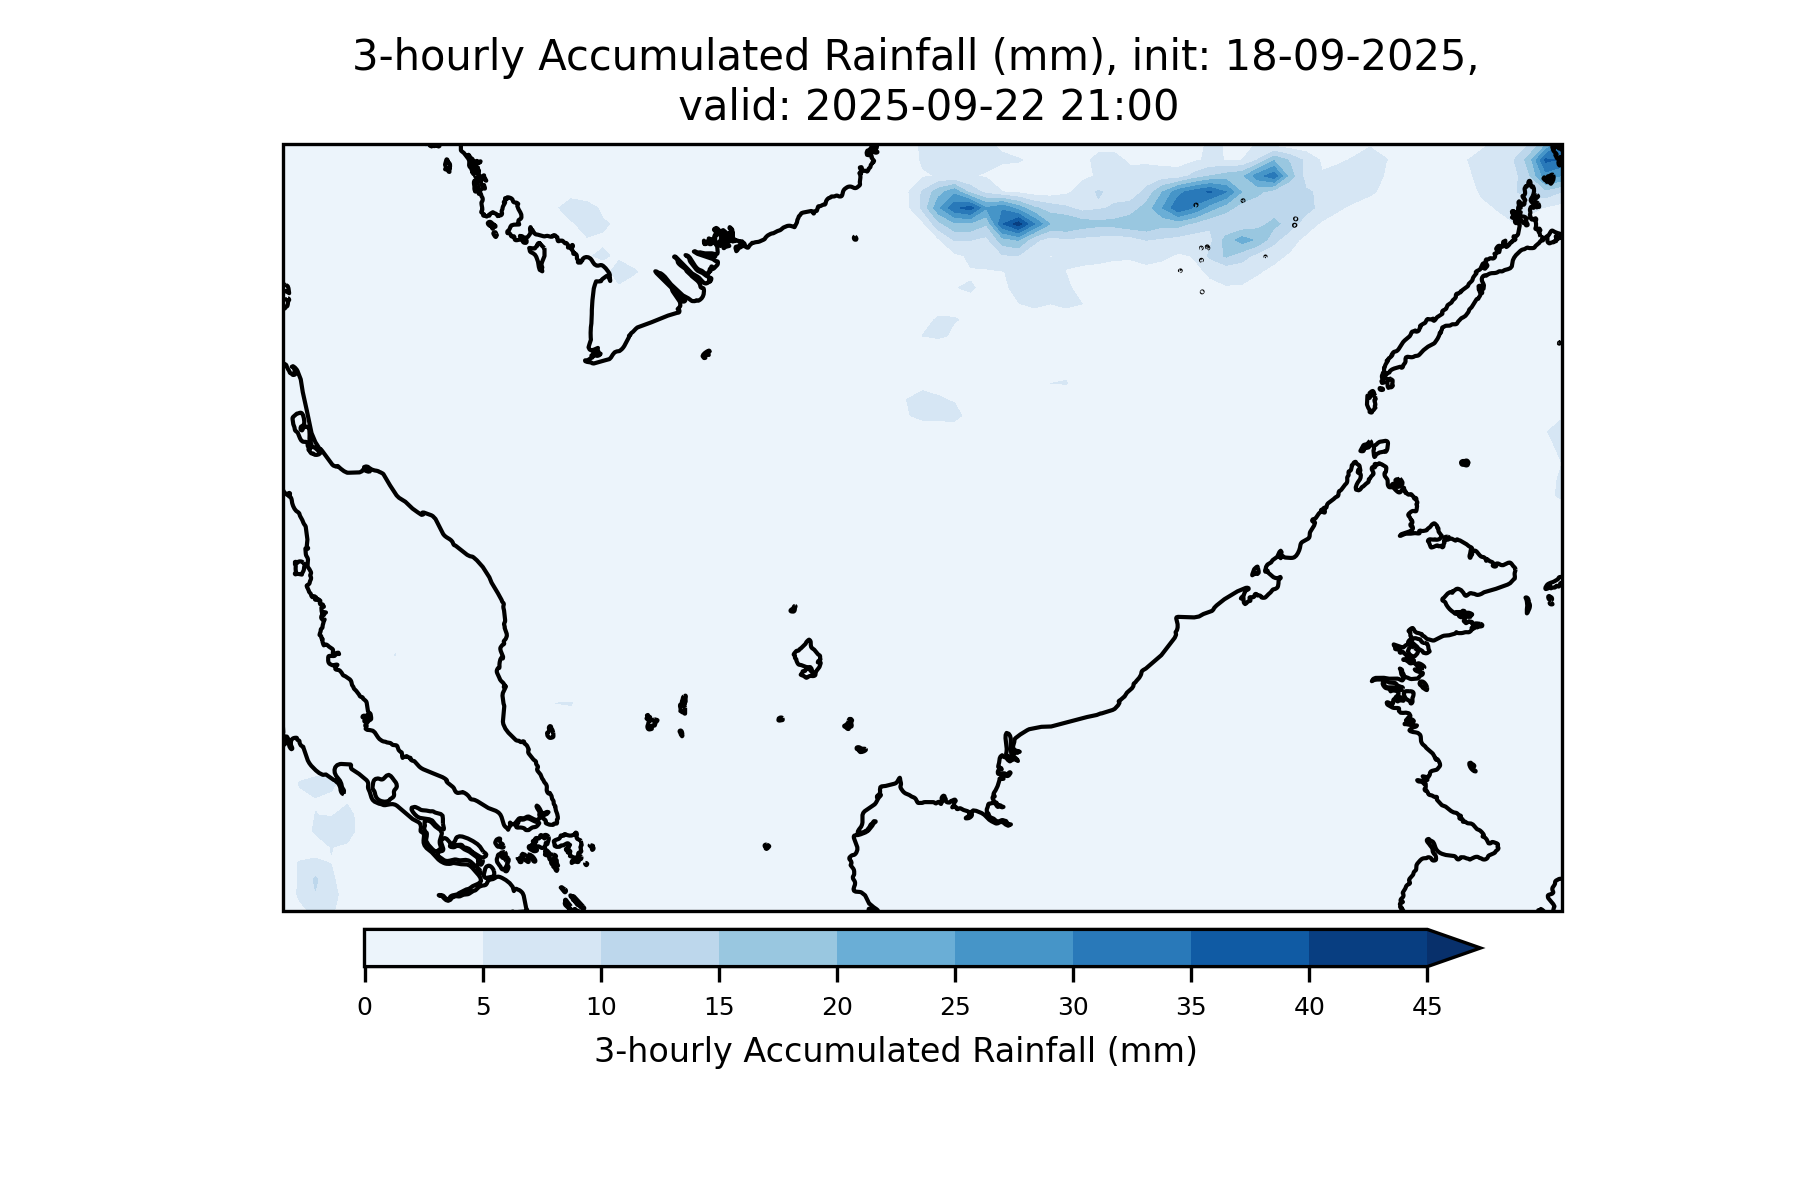 3-hourly Accumulated Rainfall (mm), init: 18-09-2025,
valid: 2025-09-22 21:00
0 5 10 15 20 25 30 35 40 45
3-hourly Accumulated Rainfall (mm)